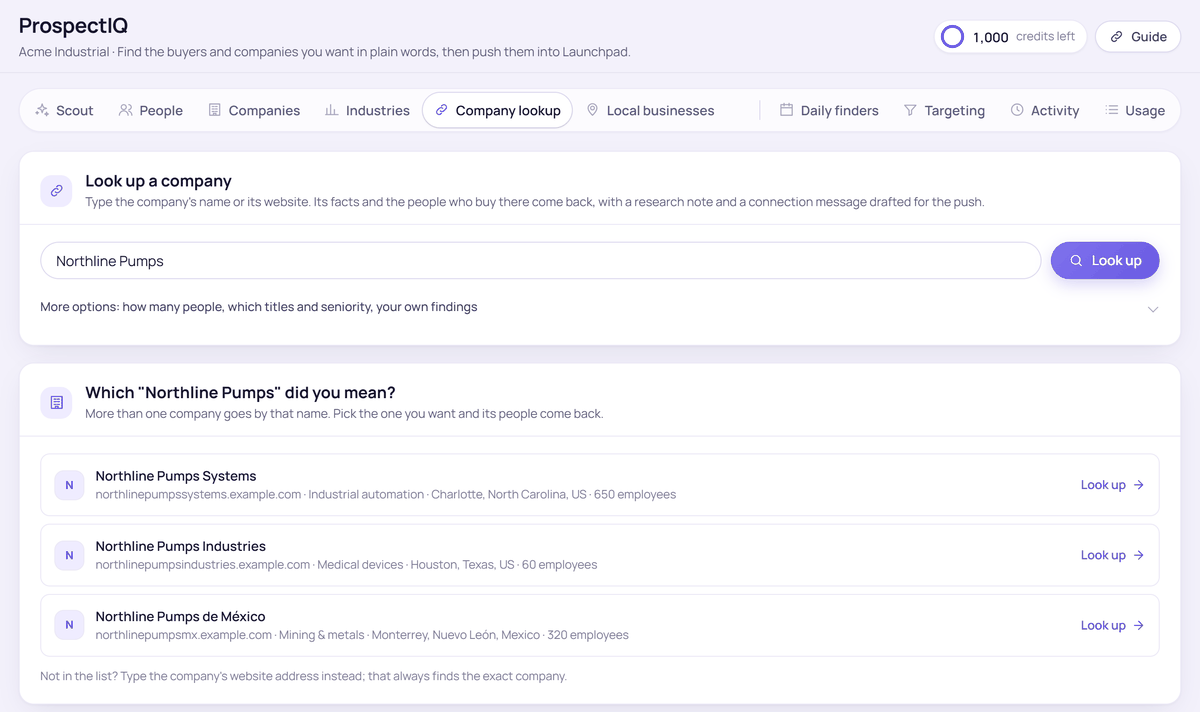 ProspectIQ
Acme Industrial · Find the buyers and companies you want in plain words, then push them into Launchpad.
1,000 credits left
Guide
Scout
People
Companies
Industries
Company lookup
Local businesses
Daily finders
Targeting
Activity
Usage
Look up a company
Type the company's name or its website. Its facts and the people who buy there come back, with a research note and a connection message drafted for the push.
Northline Pumps
Look up
More options: how many people, which titles and seniority, your own findings
Which "Northline Pumps" did you mean?
More than one company goes by that name. Pick the one you want and its people come back.
N
Northline Pumps Systems
northlinepumpssystems.example.com · Industrial automation · Charlotte, North Carolina, US · 650 employees
Look up →
N
Northline Pumps Industries
northlinepumpsindustries.example.com · Medical devices · Houston, Texas, US · 60 employees
Look up →
N
Northline Pumps de México
northlinepumpsmx.example.com · Mining & metals · Monterrey, Nuevo León, Mexico · 320 employees
Look up →
Not in the list? Type the company's website address instead; that always finds the exact company.